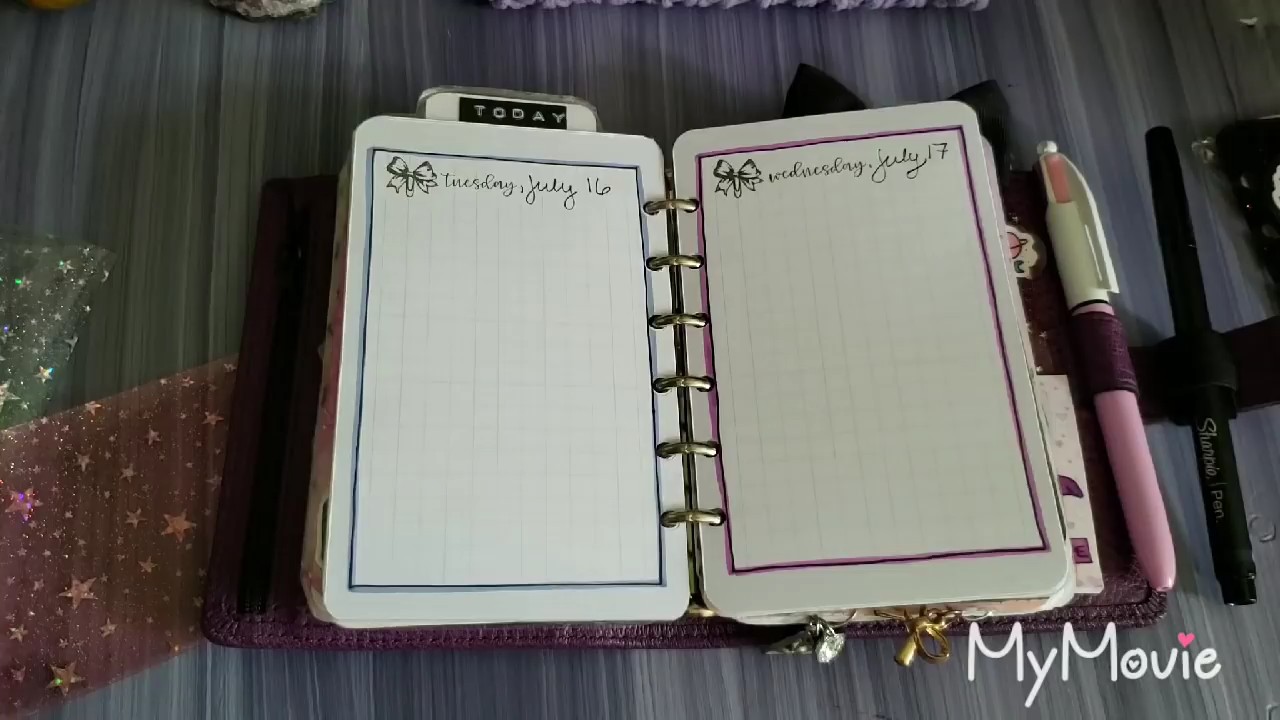 TODAY
tuesday, july 16
wednesday, july 17
Sharpie. | Pen.
E
MyMovie